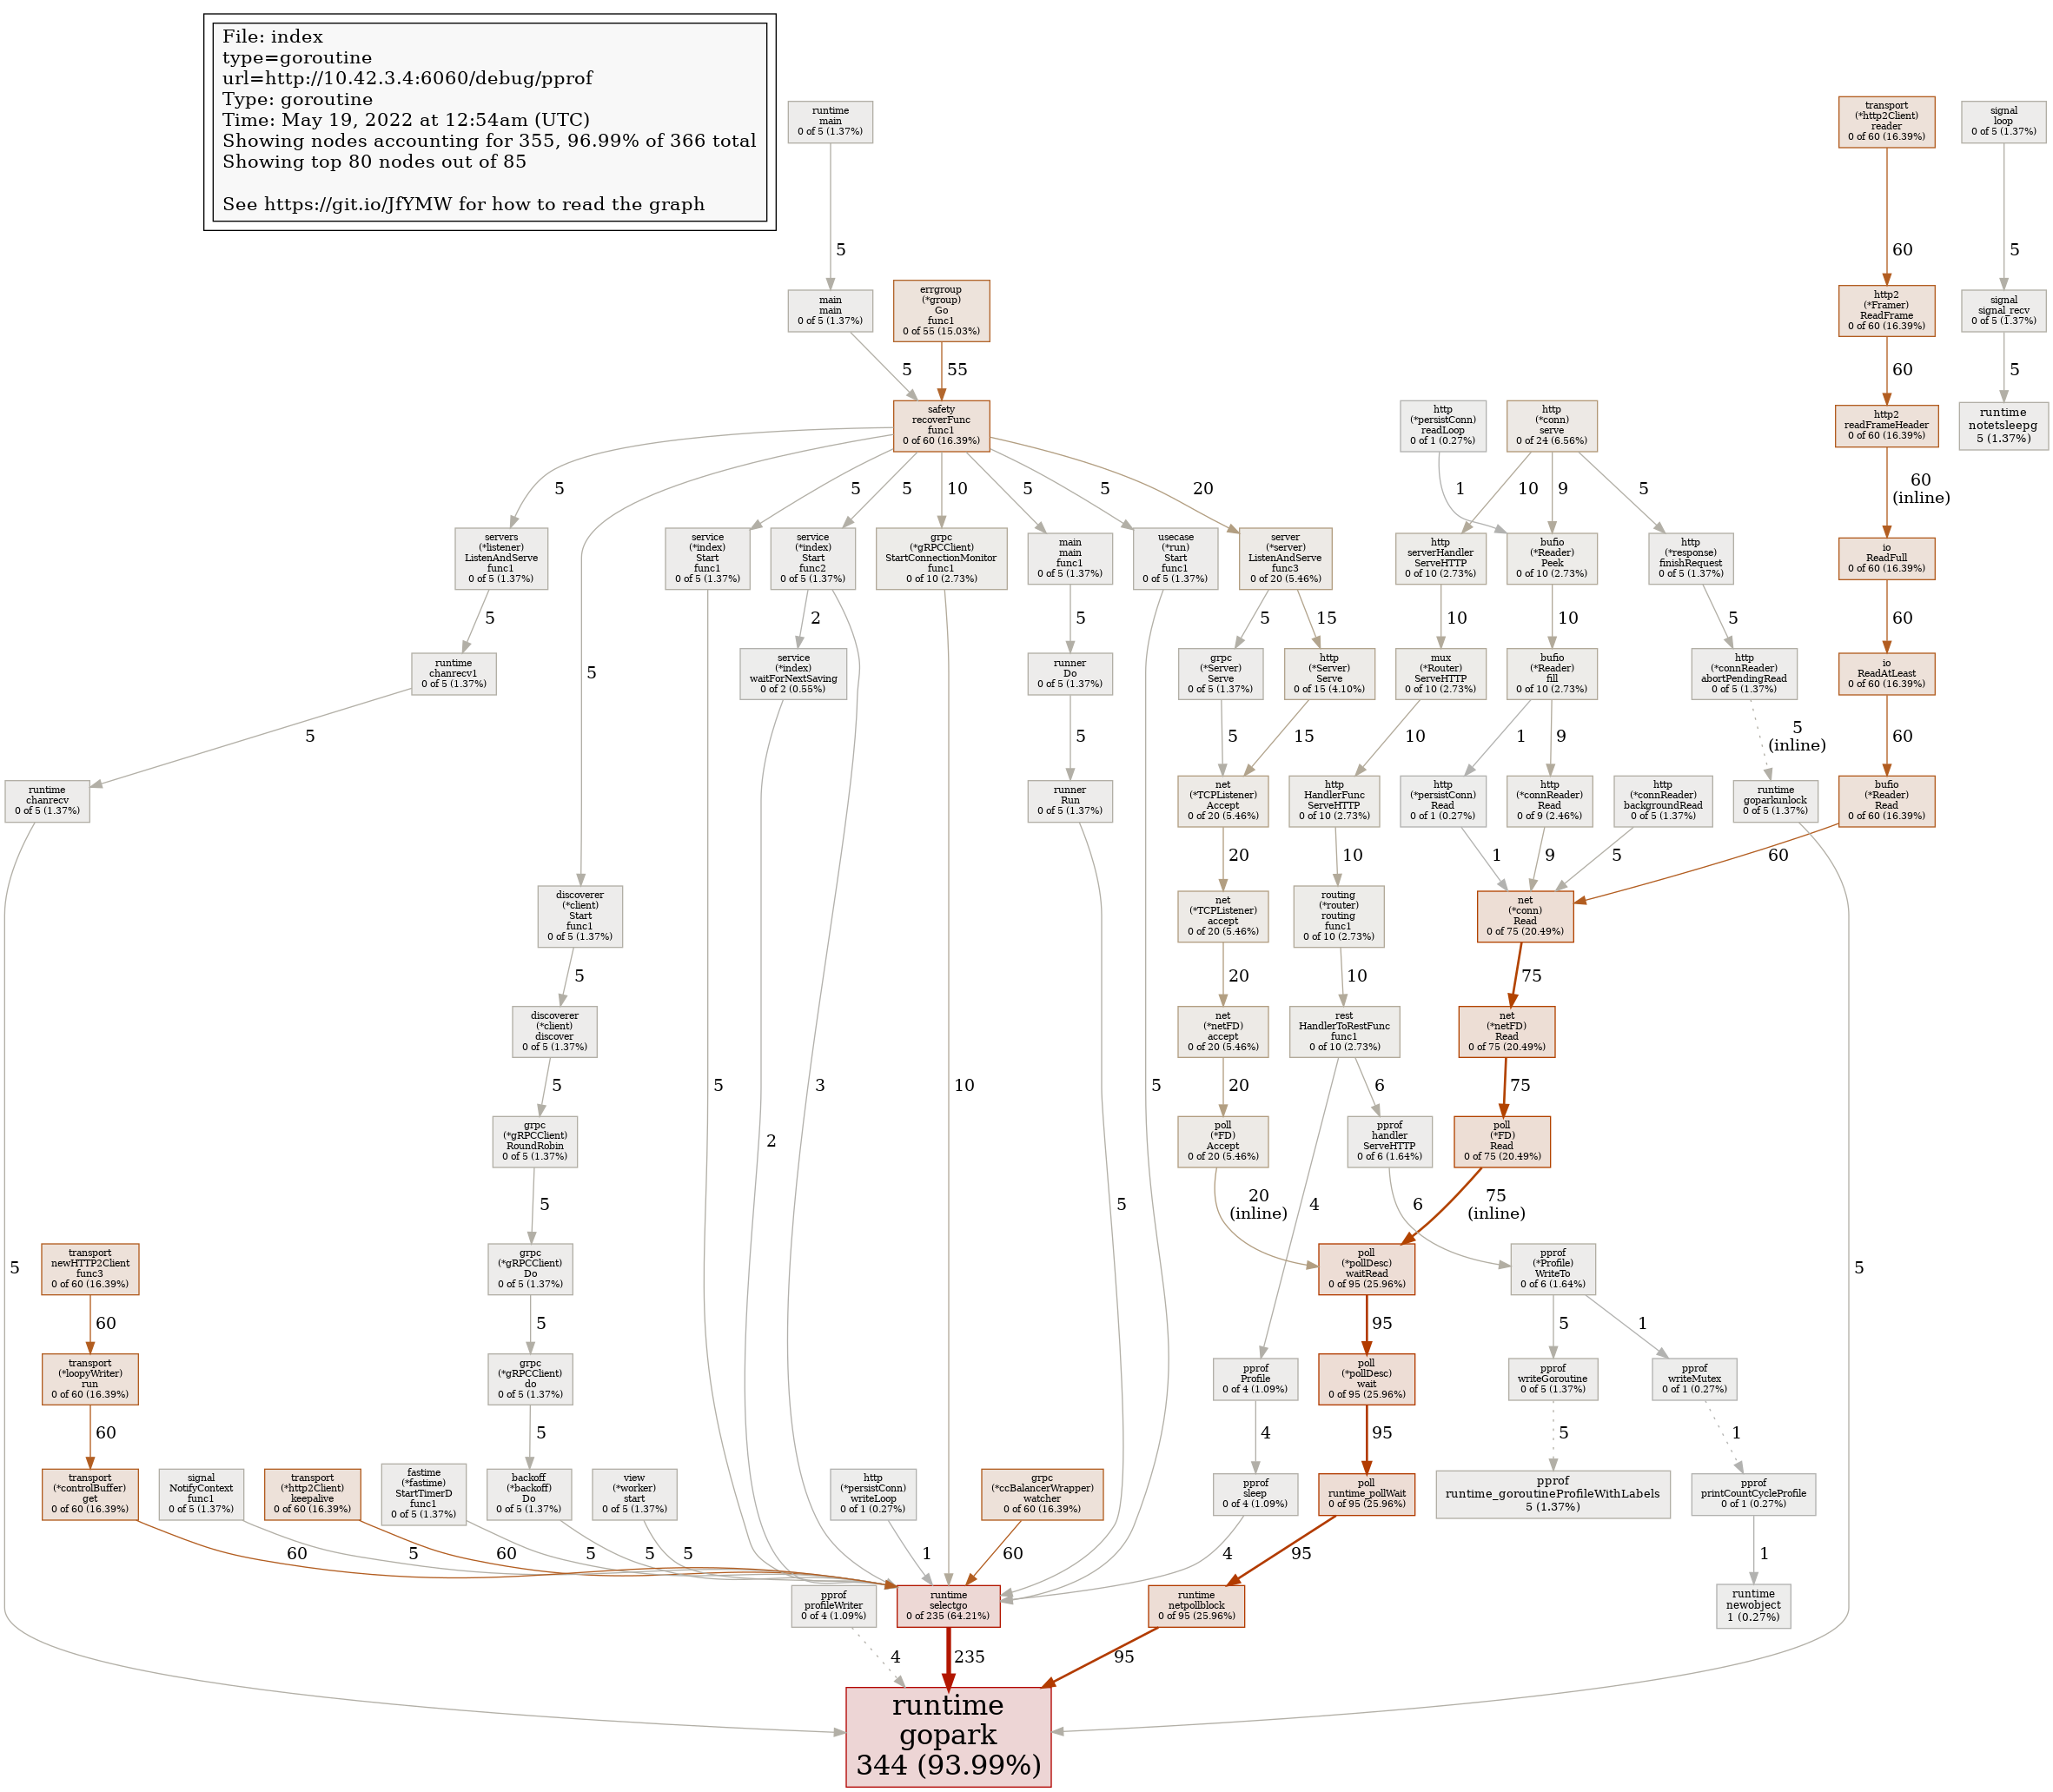 File: index
type=goroutine
url=http://10.42.3.4:6060/debug/pprof
Type: goroutine
Time: May 19, 2022 at 12:54am (UTC)
Showing nodes accounting for 355, 96.99% of 366 total
Showing top 80 nodes out of 85
See https://git.io/JfYMW for how to read the graph
runtime
main
0 of 5 (1.37%)
transport
(*http2Client)
reader
0 of 60 (16.39%)
signal
loop
0 of 5 (1.37%)
5
60
5
main
main
0 of 5 (1.37%)
errgroup
(*group)
Go
func1
0 of 55 (15.03%)
http2
(*Framer)
ReadFrame
0 of 60 (16.39%)
signal
signal_recv
0 of 5 (1.37%)
5
55
60
5
safety
recoverFunc
func1
0 of 60 (16.39%)
http
(*persistConn)
readLoop
0 of 1 (0.27%)
http
(*conn)
serve
0 of 24 (6.56%)
http2
readFrameHeader
0 of 60 (16.39%)
runtime
notetsleepg
5 (1.37%)
5
5
5
5
10
5
5
20
1
10
9
5
60
(inline)
servers
(*listener)
ListenAndServe
func1
0 of 5 (1.37%)
service
(*index)
Start
func1
0 of 5 (1.37%)
service
(*index)
Start
func2
0 of 5 (1.37%)
grpc
(*gRPCClient)
StartConnectionMonitor
func1
0 of 10 (2.73%)
main
main
func1
0 of 5 (1.37%)
usecase
(*run)
Start
func1
0 of 5 (1.37%)
server
(*server)
ListenAndServe
func3
0 of 20 (5.46%)
http
serverHandler
ServeHTTP
0 of 10 (2.73%)
bufio
(*Reader)
Peek
0 of 10 (2.73%)
http
(*response)
finishRequest
0 of 5 (1.37%)
io
ReadFull
0 of 60 (16.39%)
5
2
5
5
15
10
10
5
60
runtime
chanrecv1
0 of 5 (1.37%)
service
(*index)
waitForNextSaving
0 of 2 (0.55%)
runner
Do
0 of 5 (1.37%)
grpc
(*Server)
Serve
0 of 5 (1.37%)
http
(*Server)
Serve
0 of 15 (4.10%)
mux
(*Router)
ServeHTTP
0 of 10 (2.73%)
bufio
(*Reader)
fill
0 of 10 (2.73%)
http
(*connReader)
abortPendingRead
0 of 5 (1.37%)
io
ReadAtLeast
0 of 60 (16.39%)
5
5
5
15
10
1
9
5
(inline)
60
runtime
chanrecv
0 of 5 (1.37%)
runner
Run
0 of 5 (1.37%)
net
(*TCPListener)
Accept
0 of 20 (5.46%)
http
HandlerFunc
ServeHTTP
0 of 10 (2.73%)
http
(*persistConn)
Read
0 of 1 (0.27%)
http
(*connReader)
Read
0 of 9 (2.46%)
http
(*connReader)
backgroundRead
0 of 5 (1.37%)
runtime
goparkunlock
0 of 5 (1.37%)
bufio
(*Reader)
Read
0 of 60 (16.39%)
20
10
1
9
5
60
discoverer
(*client)
Start
func1
0 of 5 (1.37%)
net
(*TCPListener)
accept
0 of 20 (5.46%)
routing
(*router)
routing
func1
0 of 10 (2.73%)
net
(*conn)
Read
0 of 75 (20.49%)
5
20
10
75
discoverer
(*client)
discover
0 of 5 (1.37%)
net
(*netFD)
accept
0 of 20 (5.46%)
rest
HandlerToRestFunc
func1
0 of 10 (2.73%)
net
(*netFD)
Read
0 of 75 (20.49%)
5
5
2
3
10
5
5
20
6
75
grpc
(*gRPCClient)
RoundRobin
0 of 5 (1.37%)
poll
(*FD)
Accept
0 of 20 (5.46%)
pprof
handler
ServeHTTP
0 of 6 (1.64%)
poll
(*FD)
Read
0 of 75 (20.49%)
5
20
(inline)
4
6
75
(inline)
5
5
transport
newHTTP2Client
func3
0 of 60 (16.39%)
grpc
(*gRPCClient)
Do
0 of 5 (1.37%)
poll
(*pollDesc)
waitRead
0 of 95 (25.96%)
pprof
(*Profile)
WriteTo
0 of 6 (1.64%)
60
5
95
5
1
transport
(*loopyWriter)
run
0 of 60 (16.39%)
grpc
(*gRPCClient)
do
0 of 5 (1.37%)
pprof
Profile
0 of 4 (1.09%)
poll
(*pollDesc)
wait
0 of 95 (25.96%)
pprof
writeGoroutine
0 of 5 (1.37%)
pprof
writeMutex
0 of 1 (0.27%)
60
5
4
95
5
1
transport
(*controlBuffer)
get
0 of 60 (16.39%)
signal
NotifyContext
func1
0 of 5 (1.37%)
transport
(*http2Client)
keepalive
0 of 60 (16.39%)
fastime
(*fastime)
StartTimerD
func1
0 of 5 (1.37%)
backoff
(*backoff)
Do
0 of 5 (1.37%)
view
(*worker)
start
0 of 5 (1.37%)
http
(*persistConn)
writeLoop
0 of 1 (0.27%)
grpc
(*ccBalancerWrapper)
watcher
0 of 60 (16.39%)
pprof
sleep
0 of 4 (1.09%)
poll
runtime_pollWait
0 of 95 (25.96%)
pprof
runtime_goroutineProfileWithLabels
5 (1.37%)
pprof
printCountCycleProfile
0 of 1 (0.27%)
60
5
60
5
5
5
1
60
4
95
1
pprof
profileWriter
0 of 4 (1.09%)
runtime
selectgo
0 of 235 (64.21%)
runtime
netpollblock
0 of 95 (25.96%)
runtime
newobject
1 (0.27%)
4
235
95
runtime
gopark
344 (93.99%)